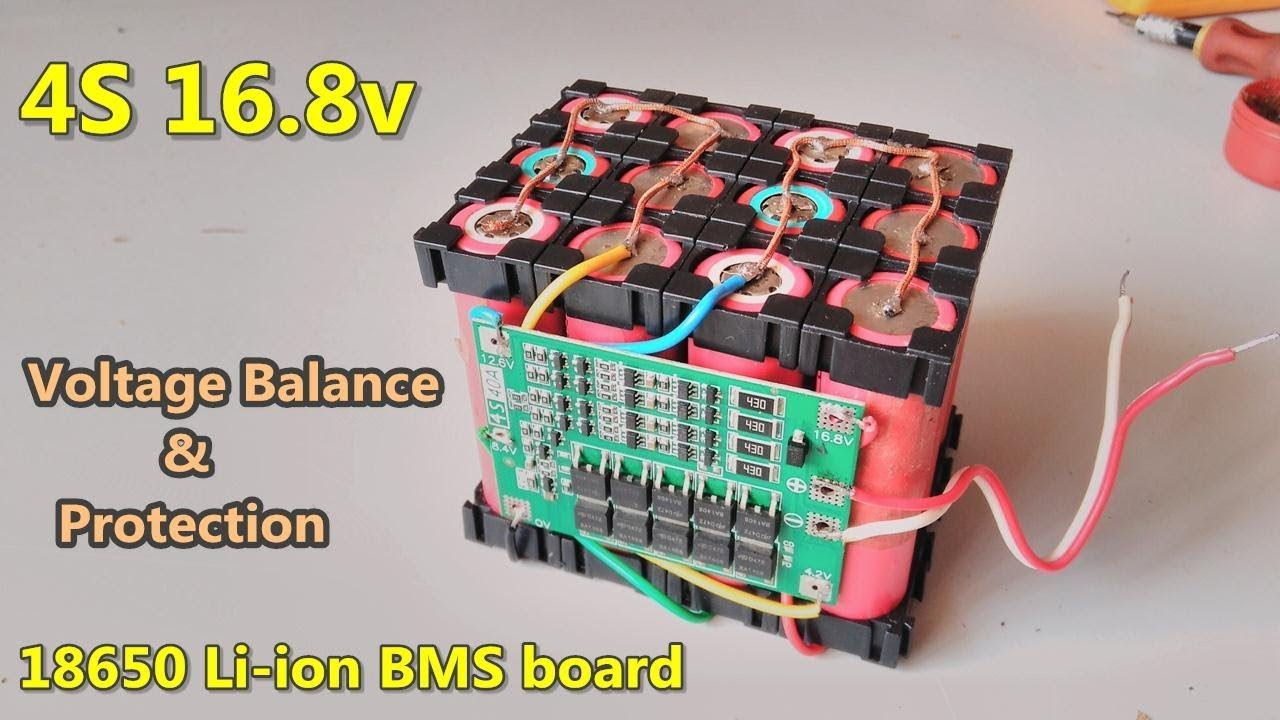 4S 16.8v
Voltage Balance
&
Protection
18650 Li-ion BMS board
12.6V
4S 40A
8.4V
0V
430
430
430
430
16.8V
+
−
4.2V